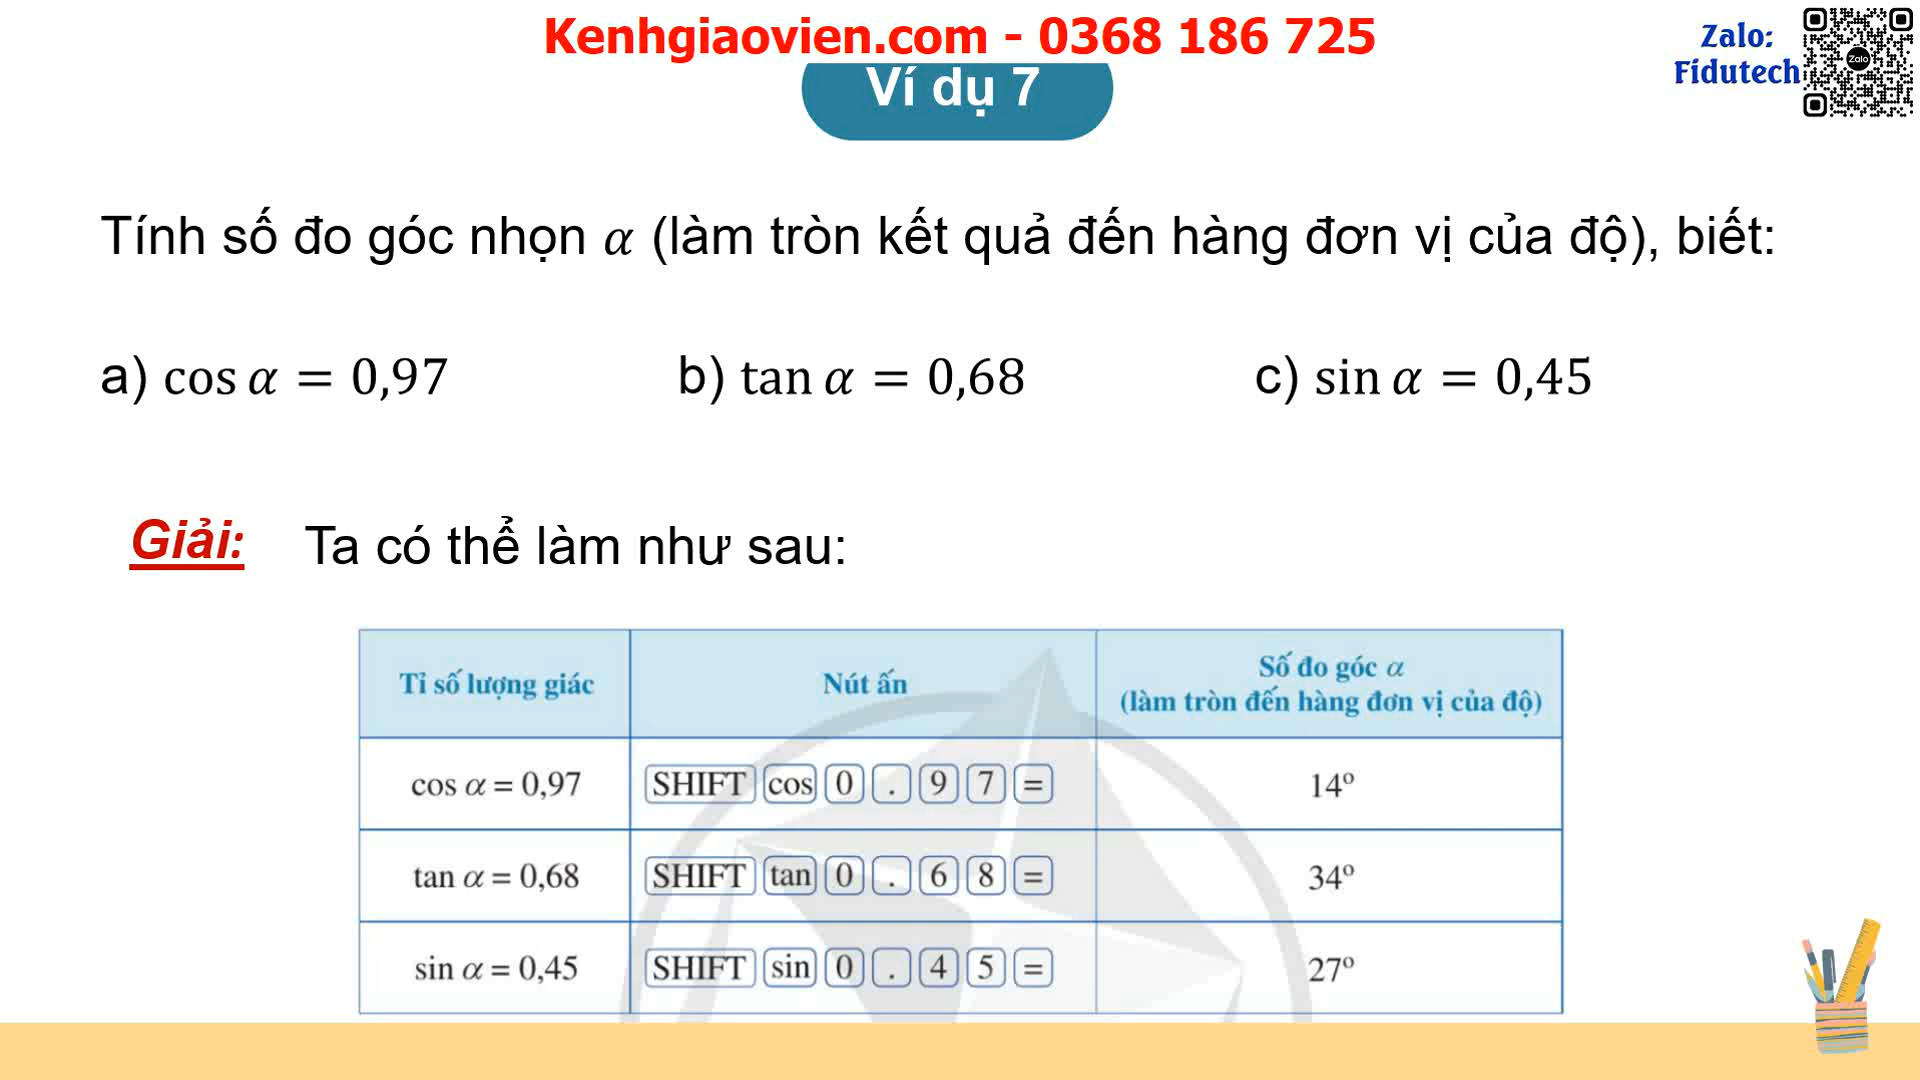 Kenhgiaovien.com - 0368 186 725
Zalo:
Fidutech
Zalo
Ví dụ 7
Tính số đo góc nhọn α (làm tròn kết quả đến hàng đơn vị của độ), biết:
a) cos α = 0,97 b) tan α = 0,68 c) sin α = 0,45
Giải: Ta có thể làm như sau:
Tỉ số lượng giác Nút ấn Số đo góc α
(làm tròn đến hàng đơn vị của độ)
cos α = 0,97 SHIFT cos 0 . 9 7 = 14º
tan α = 0,68 SHIFT tan 0 . 6 8 = 34º
sin α = 0,45 SHIFT sin 0 . 4 5 = 27º